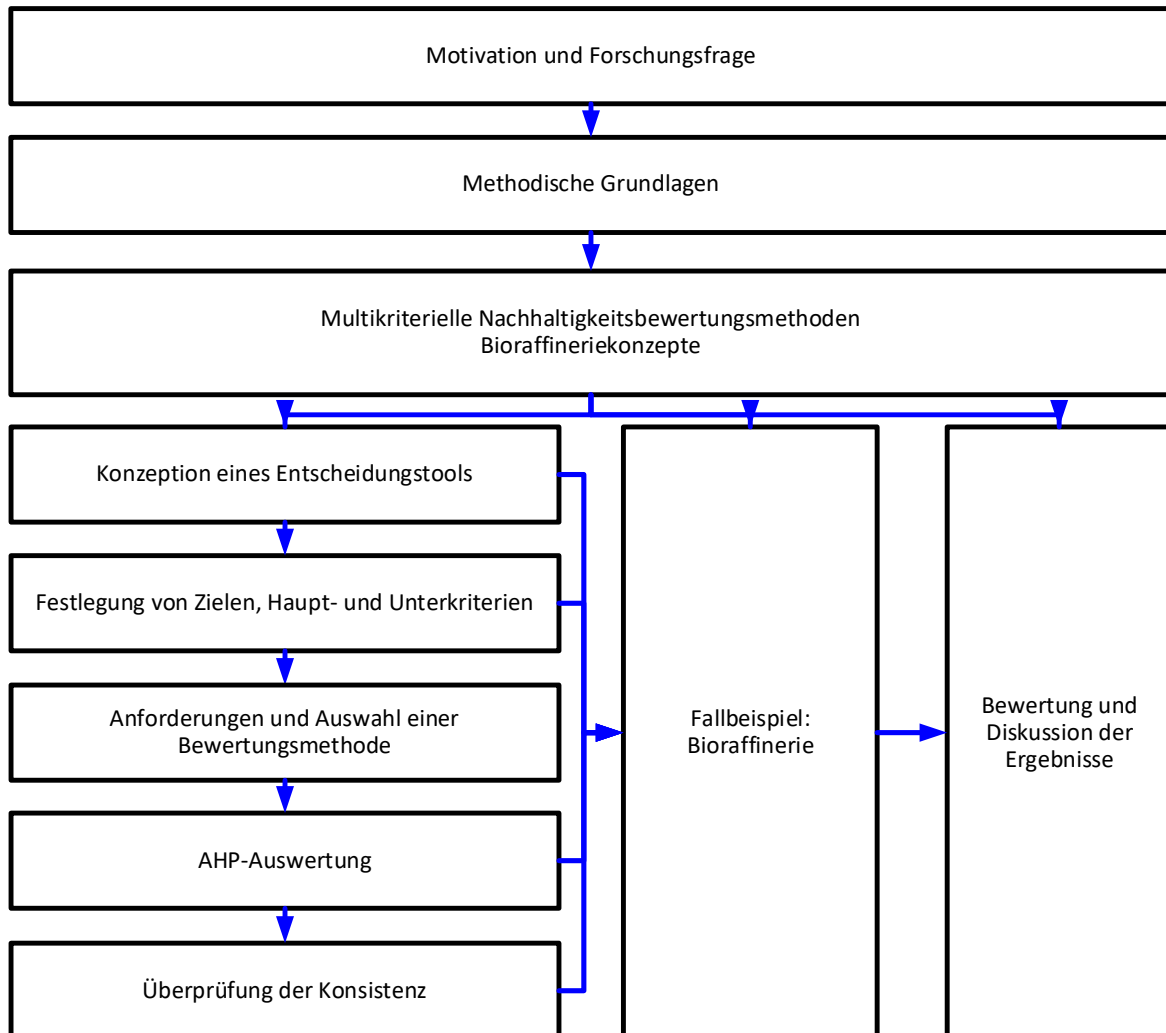 Motivation und Forschungsfrage
Methodische Grundlagen
Multikriterielle Nachhaltigkeitsbewertungsmethoden
Bioraffineriekonzepte
Konzeption eines Entscheidungstools
Festlegung von Zielen, Haupt- und Unterkriterien
Anforderungen und Auswahl einer
Bewertungsmethode
AHP-Auswertung
Überprüfung der Konsistenz
Fallbeispiel:
Bioraffinerie
Bewertung und
Diskussion der
Ergebnisse